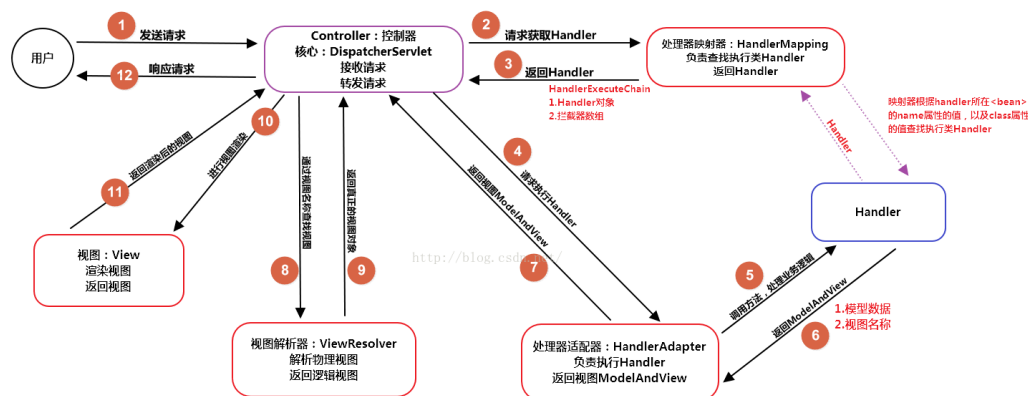 1
发送请求
用户
12
响应请求
Controller：控制器
核心：DispatcherServlet
接收请求
转发请求
2
请求获取Handler
3
返回Handler
HandlerExecuteChain
1.Handler对象
2.拦截器数组
处理器映射器：HandlerMapping
负责查找执行类Handler
返回Handler
映射器根据handler所在<bean>
的name属性的值，以及class属性
的值查找执行类Handler
Handler
Handler
4
请求执行Handler
5
调用方法，处理业务逻辑
6
返回ModelAndView
1.模型数据
2.视图名称
处理器适配器：HandlerAdapter
负责执行Handler
返回视图ModelAndView
7
返回视图ModelAndView
8
通过视图名称查找视图
9
返回真正的视图对象
视图解析器：ViewResolver
解析物理视图
返回逻辑视图
10
进行视图渲染
11
返回渲染后的视图
视图：View
渲染视图
返回视图
http://blog.csdn.net/